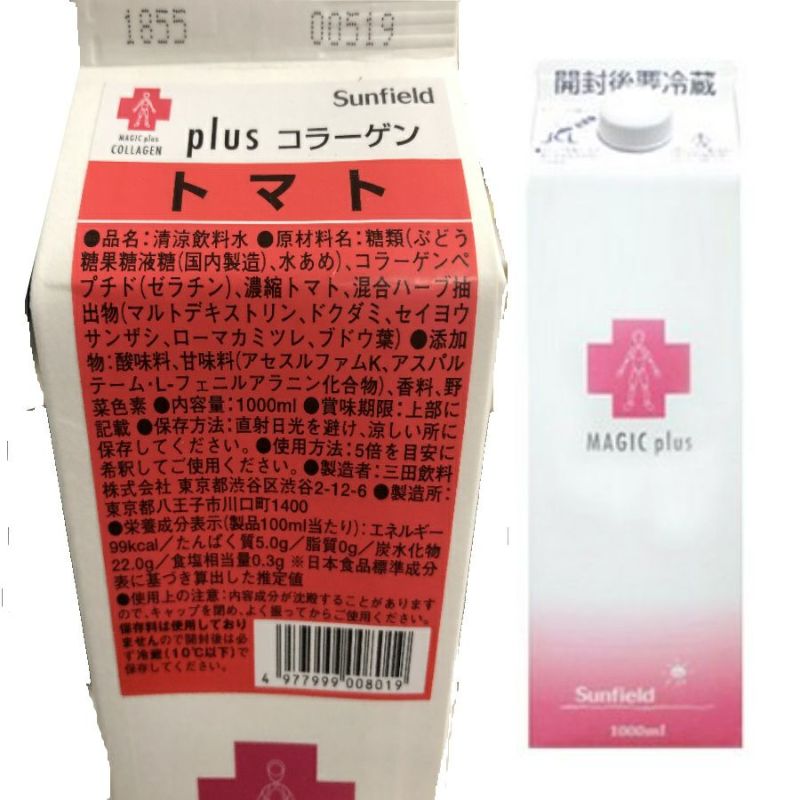 1855 00519
MAGIC plus
COLLAGEN
Sunfield
plus コラーゲン
トマト
●品名:清涼飲料水 ●原材料名:糖類(ぶどう
糖果糖液糖(国内製造)、水あめ)、コラーゲンペ
プチド(ゼラチン)、濃縮トマト、混合ハーブ抽
出物(マルトデキストリン、ドクダミ、セイヨウ
サンザシ、ローマカミツレ、ブドウ葉) ●添加
物:酸味料、甘味料(アセスルファムK、アスパル
テーム・L-フェニルアラニン化合物)、香料、野
菜色素 ●内容量:1000ml ●賞味期限:上部に
記載 ●保存方法:直射日光を避け、涼しい所に
保存してください。●使用方法:5倍を目安に
希釈してご使用ください。●製造者:三田飲料
株式会社 東京都渋谷区渋谷2-12-6 ●製造所:
東京都八王子市川口町1400
●栄養成分表示(製品100ml当たり):エネルギー
99kcal/たんぱく質5.0g/脂質0g/炭水化物
22.0g/食塩相当量0.3g ※日本食品標準成分
表に基づき算出した推定値
●使用上の注意:内容成分が沈殿することがあります
ので、キャップを閉め、よく振ってからご使用ください。
保存料は使用しており
ませんので開封後は必
ず冷蔵(10℃以下)で
保存してください。
4 977999 008019
開封後要冷蔵
MAGIC plus
Sunfield
1000ml